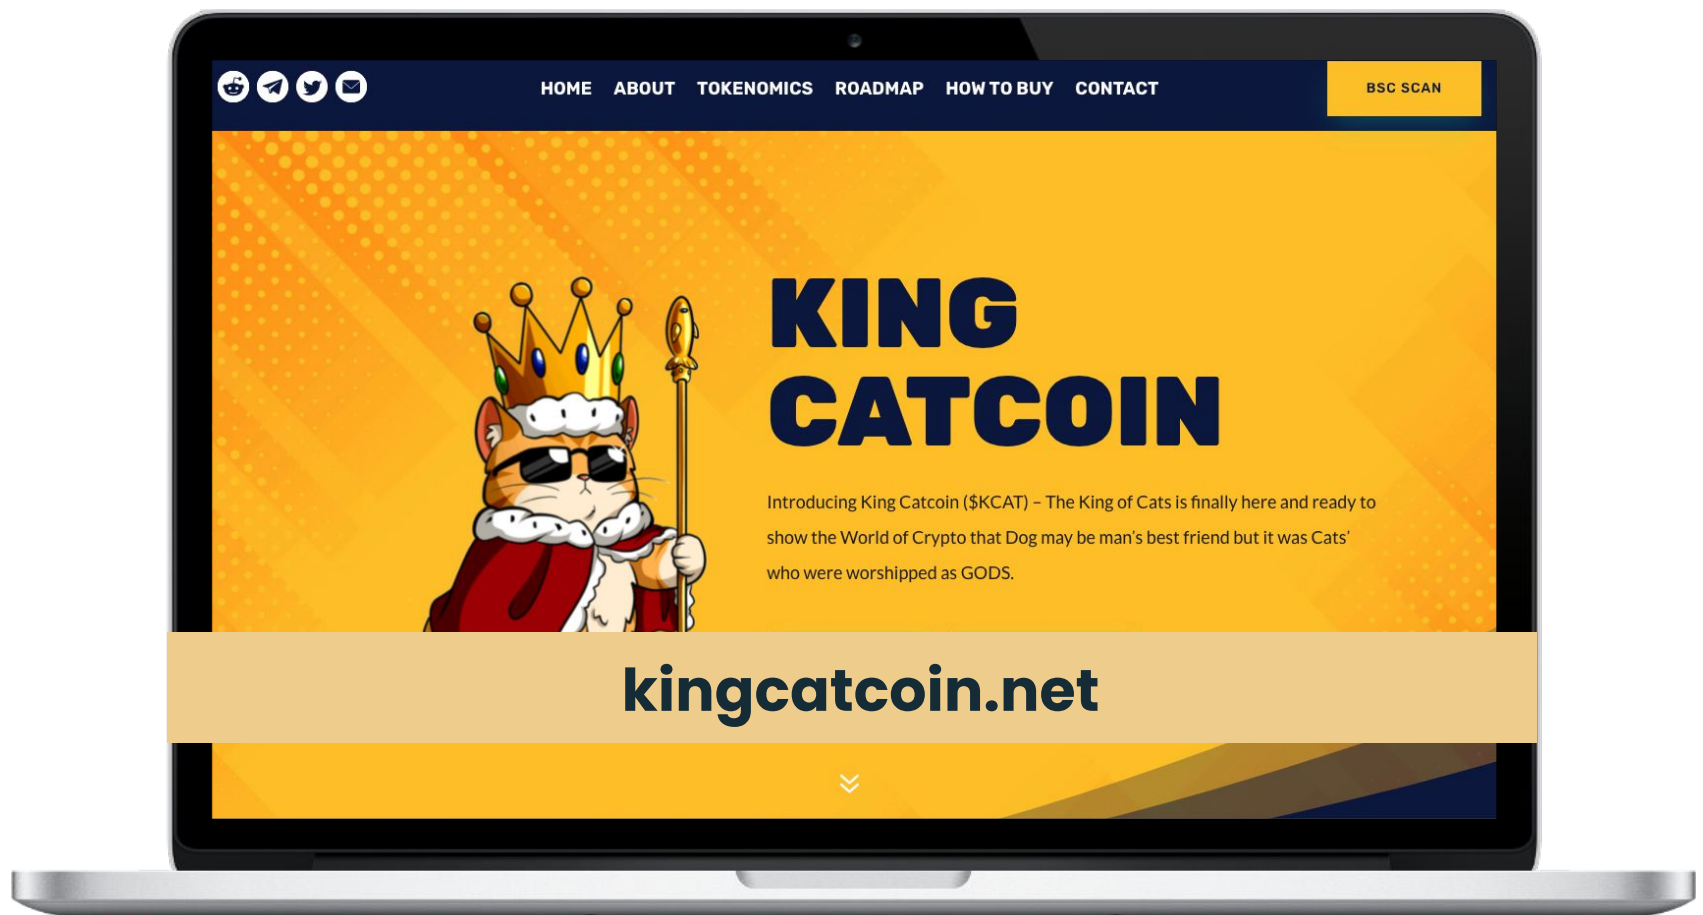 HOME ABOUT TOKENOMICS ROADMAP HOW TO BUY CONTACT BSC SCAN
KING
CATCOIN
Introducing King Catcoin ($KCAT) – The King of Cats is finally here and ready to
show the World of Crypto that Dog may be man's best friend but it was Cats'
who were worshipped as GODS.
kingcatcoin.net